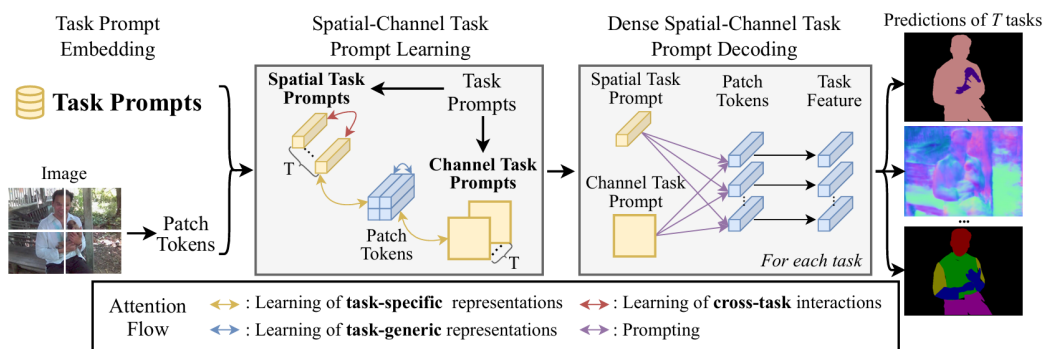 Task Prompt
Embedding
Spatial-Channel Task
Prompt Learning
Dense Spatial-Channel Task
Prompt Decoding
Predictions of T tasks
Task Prompts
Image
Patch
Tokens
Spatial Task
Prompts
Task
Prompts
T
Channel Task
Prompts
Patch
Tokens
T
Spatial Task
Prompt
Patch
Tokens
Task
Feature
Channel Task
Prompt
For each task
...
Attention
Flow
: Learning of task-specific representations
: Learning of cross-task interactions
: Learning of task-generic representations
: Prompting